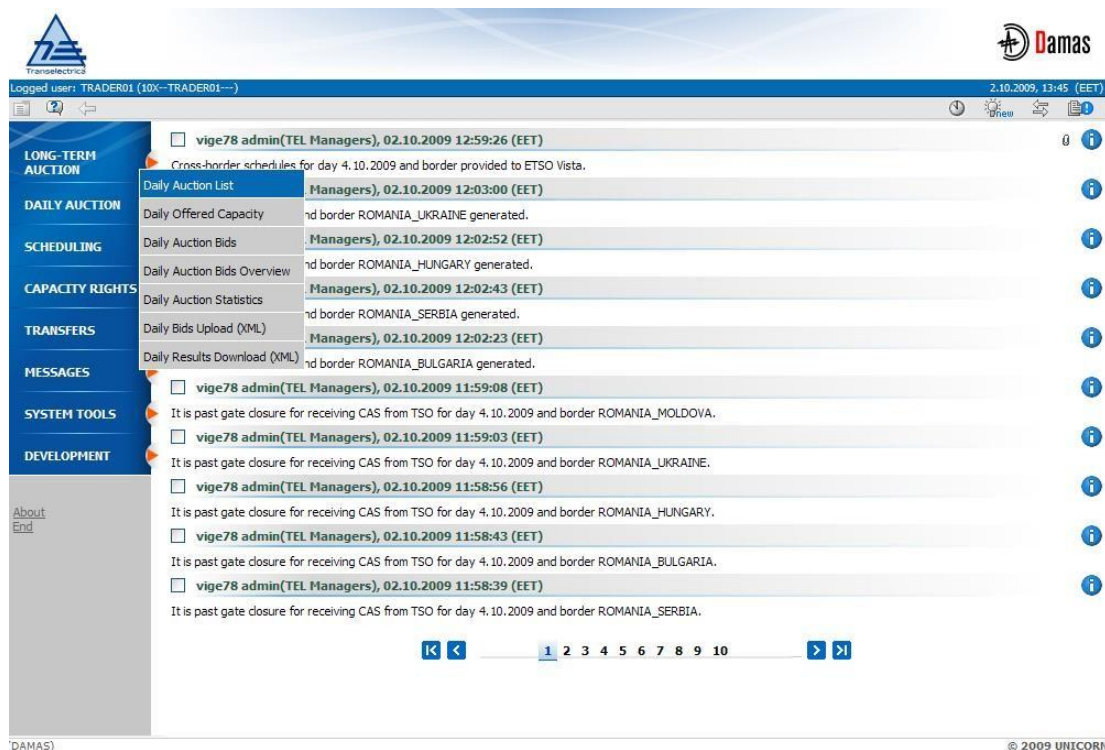 Transelectrica
Damas
Logged user: TRADER01 (10X--TRADER01---)
2.10.2009, 13:45 (EET)
new
LONG-TERM
AUCTION
DAILY AUCTION
SCHEDULING
CAPACITY RIGHTS
TRANSFERS
MESSAGES
SYSTEM TOOLS
DEVELOPMENT
About
End
Daily Auction List
Daily Offered Capacity
Daily Auction Bids
Daily Auction Bids Overview
Daily Auction Statistics
Daily Bids Upload (XML)
Daily Results Download (XML)
vige78 admin(TEL Managers), 02.10.2009 12:59:26 (EET)
Cross-border schedules for day 4.10.2009 and border provided to ETSO Vista.
Managers), 02.10.2009 12:03:00 (EET)
nd border ROMANIA_UKRAINE generated.
Managers), 02.10.2009 12:02:52 (EET)
nd border ROMANIA_HUNGARY generated.
Managers), 02.10.2009 12:02:43 (EET)
nd border ROMANIA_SERBIA generated.
Managers), 02.10.2009 12:02:23 (EET)
nd border ROMANIA_BULGARIA generated.
vige78 admin(TEL Managers), 02.10.2009 11:59:08 (EET)
It is past gate closure for receiving CAS from TSO for day 4.10.2009 and border ROMANIA_MOLDOVA.
vige78 admin(TEL Managers), 02.10.2009 11:59:03 (EET)
It is past gate closure for receiving CAS from TSO for day 4.10.2009 and border ROMANIA_UKRAINE.
vige78 admin(TEL Managers), 02.10.2009 11:58:56 (EET)
It is past gate closure for receiving CAS from TSO for day 4.10.2009 and border ROMANIA_HUNGARY.
vige78 admin(TEL Managers), 02.10.2009 11:58:43 (EET)
It is past gate closure for receiving CAS from TSO for day 4.10.2009 and border ROMANIA_BULGARIA.
vige78 admin(TEL Managers), 02.10.2009 11:58:39 (EET)
It is past gate closure for receiving CAS from TSO for day 4.10.2009 and border ROMANIA_SERBIA.
1 2 3 4 5 6 7 8 9 10
DAMAS)
© 2009 UNICORN